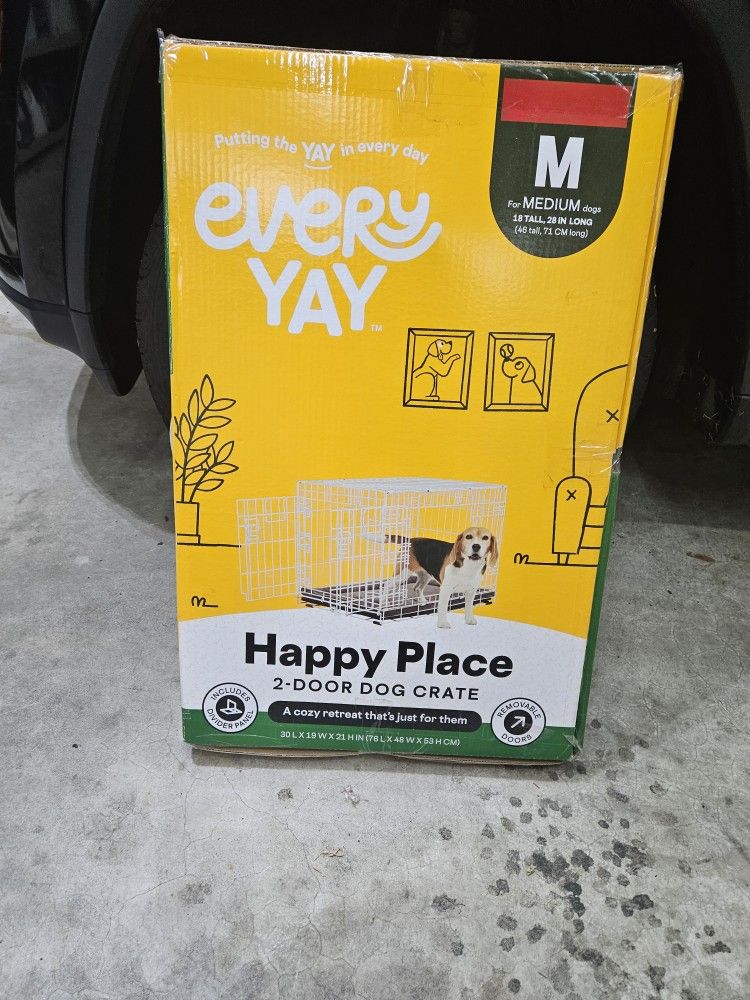 Putting the YAY in every day
every
YAY™
M
For MEDIUM dogs
18 TALL, 28 IN LONG
(46 tall, 71 CM long)
Happy Place
2-DOOR DOG CRATE
INCLUDES
DIVIDER PANEL
A cozy retreat that's just for them
REMOVABLE
DOORS
30 L X 19 W X 21 H IN (76 L X 48 W X 53 H CM)